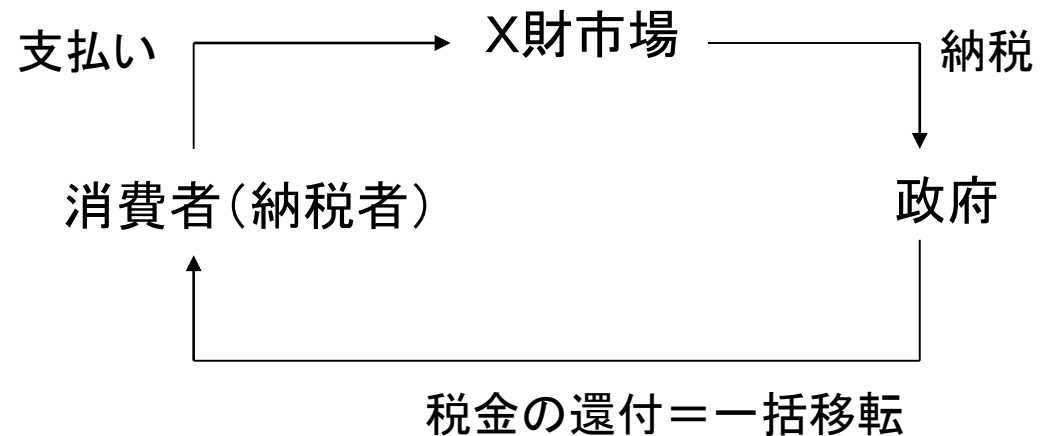 支払い
X財市場
納税
消費者(納税者)
政府
税金の還付=一括移転